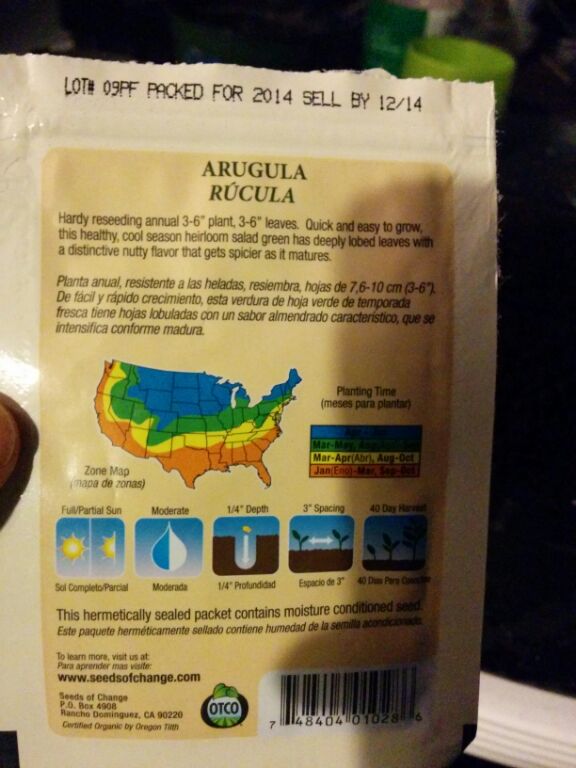 LOT# 09PF PACKED FOR 2014 SELL BY 12/14
ARUGULA
RÚCULA
Hardy reseeding annual 3-6" plant, 3-6" leaves. Quick and easy to grow,
this healthy, cool season heirloom salad green has deeply lobed leaves with
a distinctive nutty flavor that gets spicier as it matures.
Planta anual, resistente a las heladas, resiembra, hojas de 7,6-10 cm (3-6").
De fácil y rápido crecimiento, esta verdura de hoja verde de temporada
fresca tiene hojas lobuladas con un sabor almendrado característico, que se
intensifica conforme madura.
Planting Time
(meses para plantar)
Apr
Mar-May,
Mar-Apr(Abr), Aug-Oct
Jan(Eno)-Mar, Sep-Oct
Zone Map
(mapa de zonas)
Full/Partial Sun
Moderate
1/4" Depth
3" Spacing
40 Day Harvest
Sol Completo/Parcial
Moderada
1/4" Profundidad
Espacio de 3"
40 Dias Para
This hermetically sealed packet contains moisture conditioned seed.
Este paquete herméticamente sellado contiene humedad de la semilla acondicionado.
To learn more, visit us at:
Para aprender mas visite:
www.seedsofchange.com
Seeds of Change
P.O. Box 4908
Rancho Dominguez, CA 90220
Certified Organic by Oregon Tilth
OTCO
7 48404 01028 6